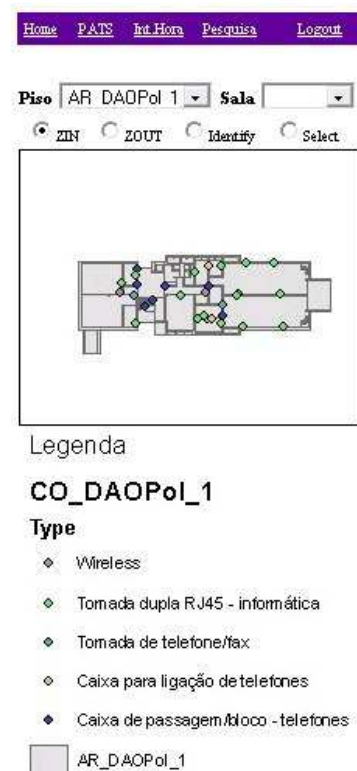 Home PATS Int.Hora Pesquisa Logout
Piso AR DAOPol 1 Sala
ZIN ZOUT Identify Select
Legenda
CO_DAOPol_1
Type
Wireless
Tomada dupla RJ45 - informática
Tomada de telefone/fax
Caixa para ligação de telefones
Caixa de passagem/bloco - telefones
AR_DAOPol_1